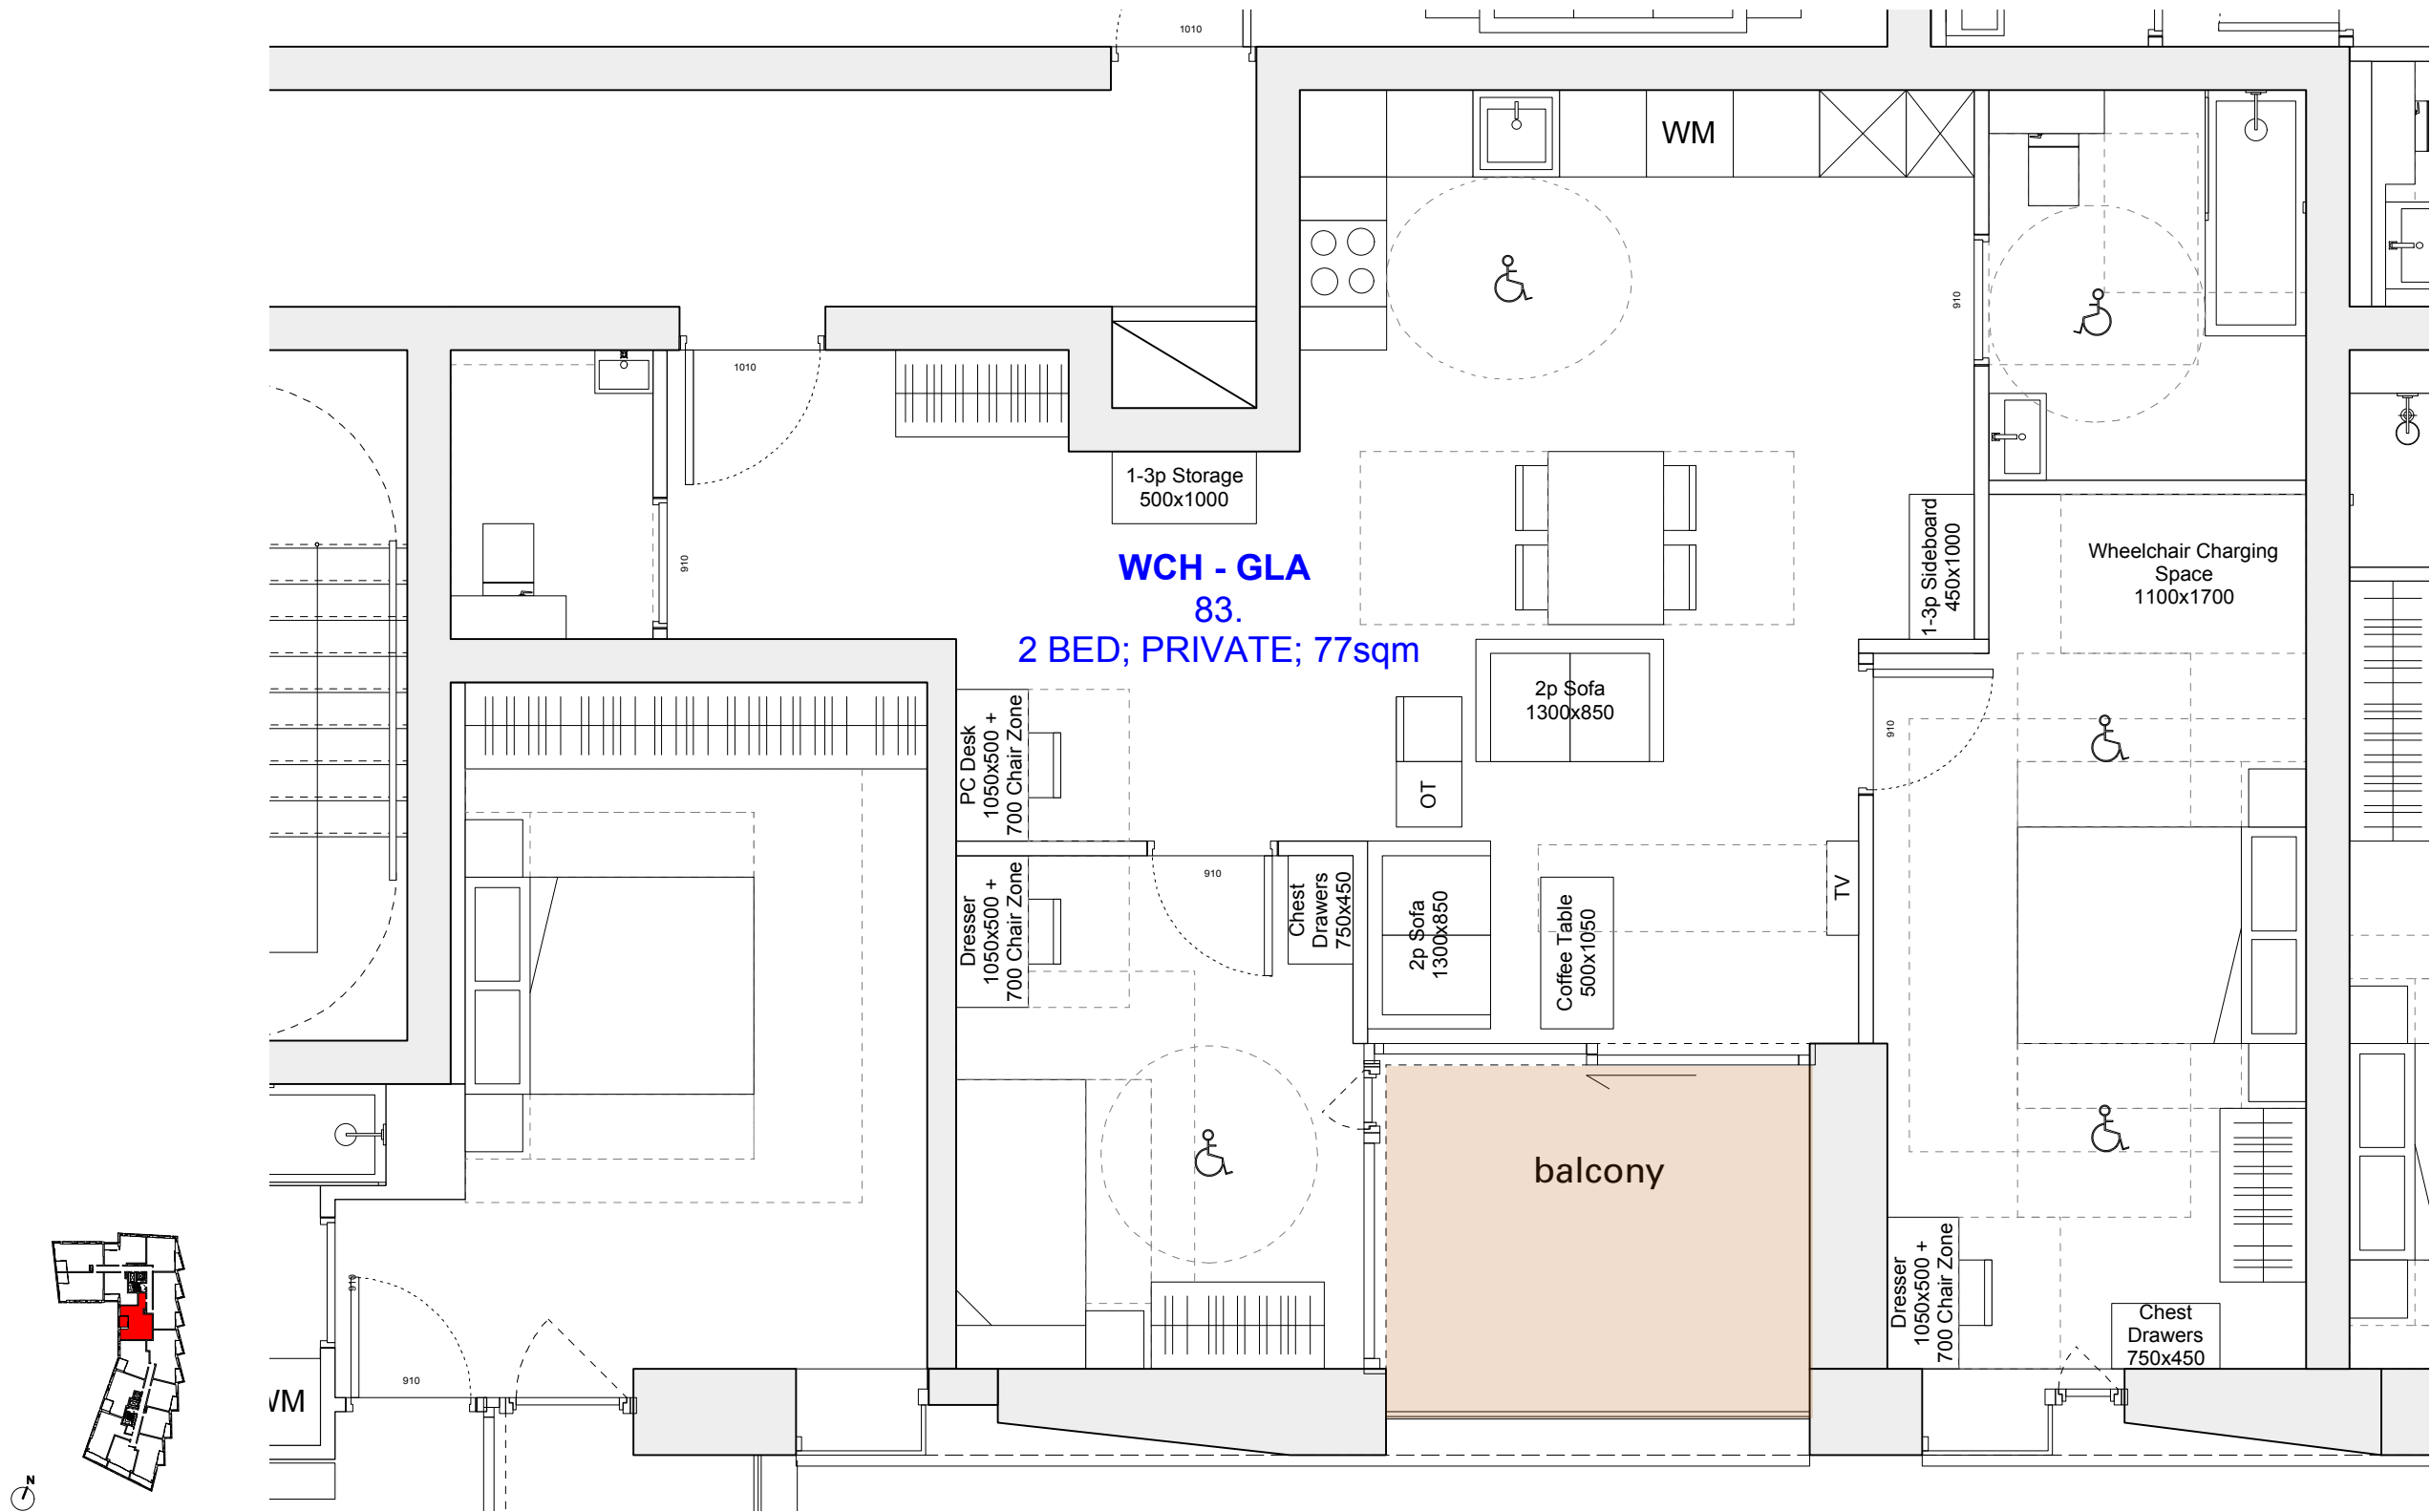 1010
WM
910
1010
1-3p Storage
500x1000
1-3p Sideboard
450x1000
Wheelchair Charging
Space
1100x1700
910
WCH - GLA
83.
2 BED; PRIVATE; 77sqm
PC Desk
1050x500 +
700 Chair Zone
2p Sofa
1300x850
OT
910
Dresser
1050x500 +
700 Chair Zone
910
Chest
Drawers
750x450
2p Sofa
1300x850
Coffee Table
500x1050
TV
balcony
Dresser
1050x500 +
700 Chair Zone
Chest
Drawers
750x450
910
910
WM
N